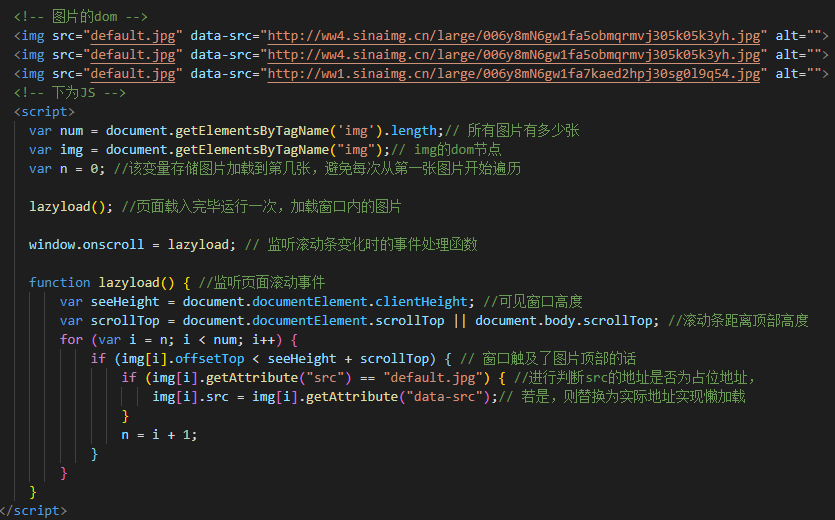 <!-- 图片的dom -->
<img src="default.jpg" data-src="http://ww4.sinaimg.cn/large/006y8mN6gw1fa5obmqrmvj305k05k3yh.jpg" alt="">
<img src="default.jpg" data-src="http://ww4.sinaimg.cn/large/006y8mN6gw1fa5obmqrmvj305k05k3yh.jpg" alt="">
<img src="default.jpg" data-src="http://ww1.sinaimg.cn/large/006y8mN6gw1fa7kaed2hpj30sg0l9q54.jpg" alt="">
<!-- 下为JS -->
<script>
var num = document.getElementsByTagName('img').length;// 所有图片有多少张
var img = document.getElementsByTagName("img");// img的dom节点
var n = 0; //该变量存储图片加载到第几张，避免每次从第一张图片开始遍历
lazyload(); //页面载入完毕运行一次，加载窗口内的图片
window.onscroll = lazyload; // 监听滚动条变化时的事件处理函数
function lazyload() { //监听页面滚动事件
var seeHeight = document.documentElement.clientHeight; //可见窗口高度
var scrollTop = document.documentElement.scrollTop || document.body.scrollTop; //滚动条距离顶部高度
for (var i = n; i < num; i++) {
if (img[i].offsetTop < seeHeight + scrollTop) { // 窗口触及了图片顶部的话
if (img[i].getAttribute("src") == "default.jpg") { //进行判断src的地址是否为占位地址，
img[i].src = img[i].getAttribute("data-src");// 若是，则替换为实际地址实现懒加载
}
n = i + 1;
}
}
}
</script>